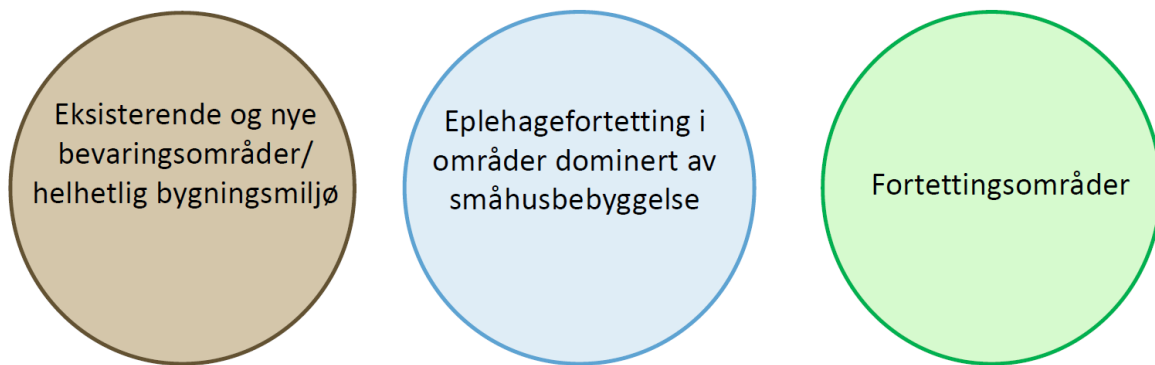 Eksisterende og nye
bevaringsområder/
helhetlig bygningsmiljø
Eplehagefortetting i
områder dominert av
småhusbebyggelse
Fortettingsområder